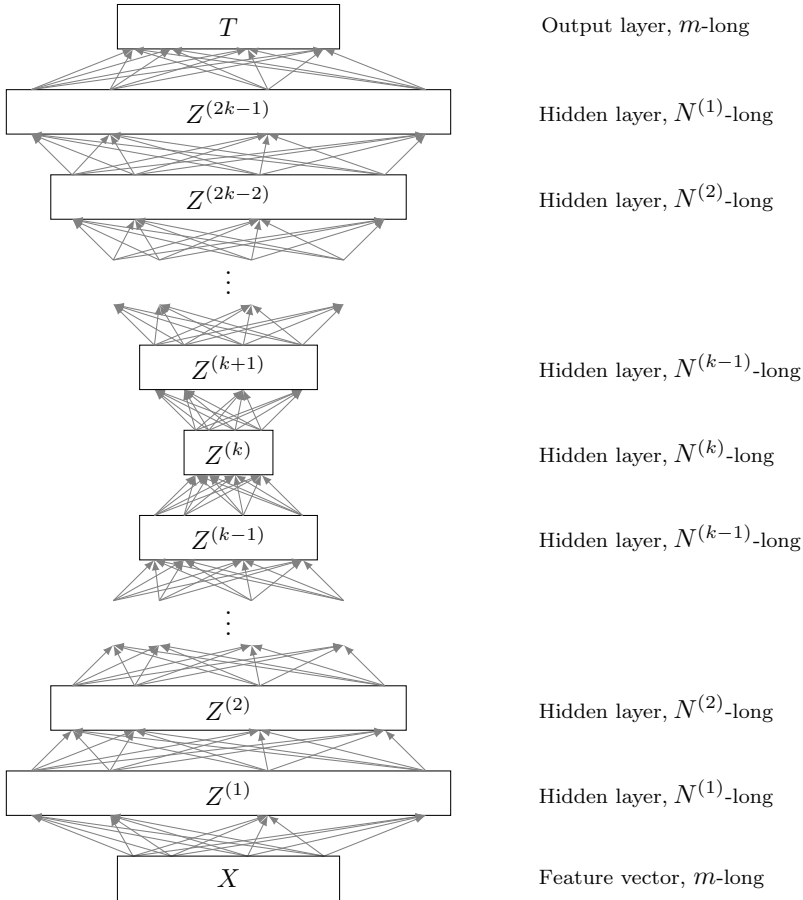 T Output layer, m-long
Z^{(2k−1)} Hidden layer, N^{(1)}-long
Z^{(2k−2)} Hidden layer, N^{(2)}-long
⋮
Z^{(k+1)} Hidden layer, N^{(k−1)}-long
Z^{(k)} Hidden layer, N^{(k)}-long
Z^{(k−1)} Hidden layer, N^{(k−1)}-long
⋮
Z^{(2)} Hidden layer, N^{(2)}-long
Z^{(1)} Hidden layer, N^{(1)}-long
X Feature vector, m-long